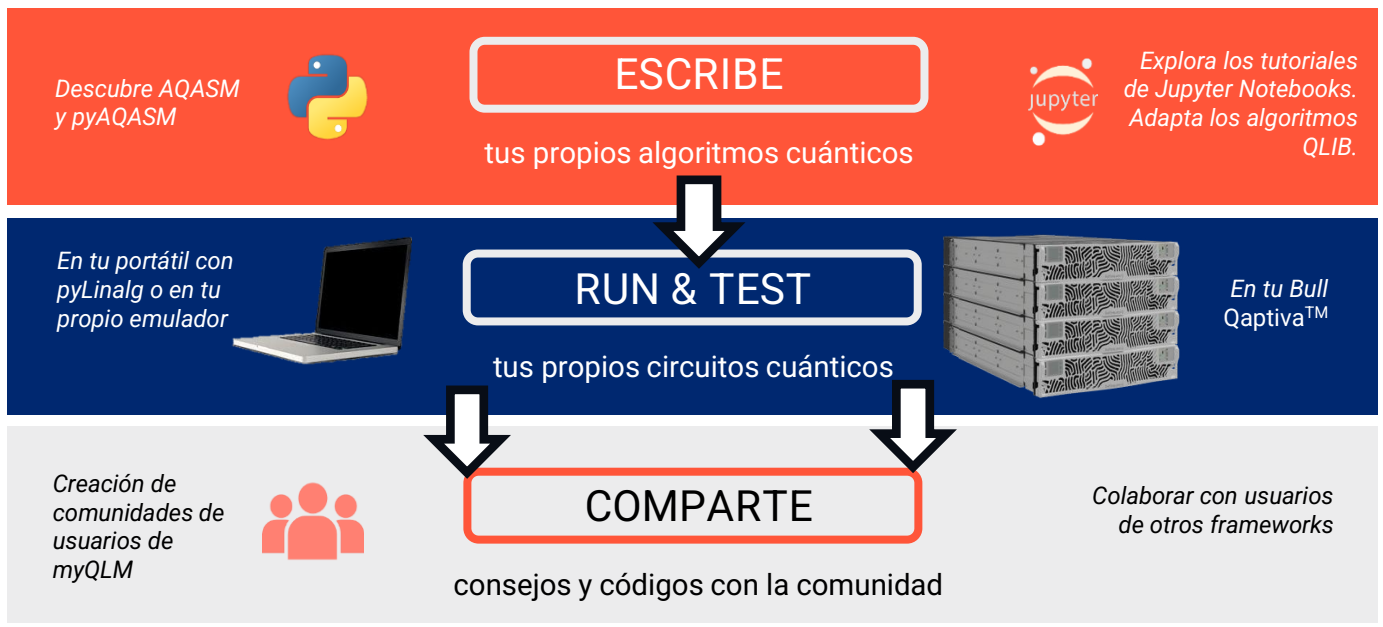 Descubre AQASM
y pyAQASM
ESCRIBE
tus propios algoritmos cuánticos
jupyter
Explora los tutoriales
de Jupyter Notebooks.
Adapta los algoritmos
QLIB.
En tu portátil con
pyLinalg o en tu
propio emulador
RUN & TEST
tus propios circuitos cuánticos
En tu Bull
Qaptiva™
Creación de
comunidades de
usuarios de
myQLM
COMPARTE
consejos y códigos con la comunidad
Colaborar con usuarios
de otros frameworks